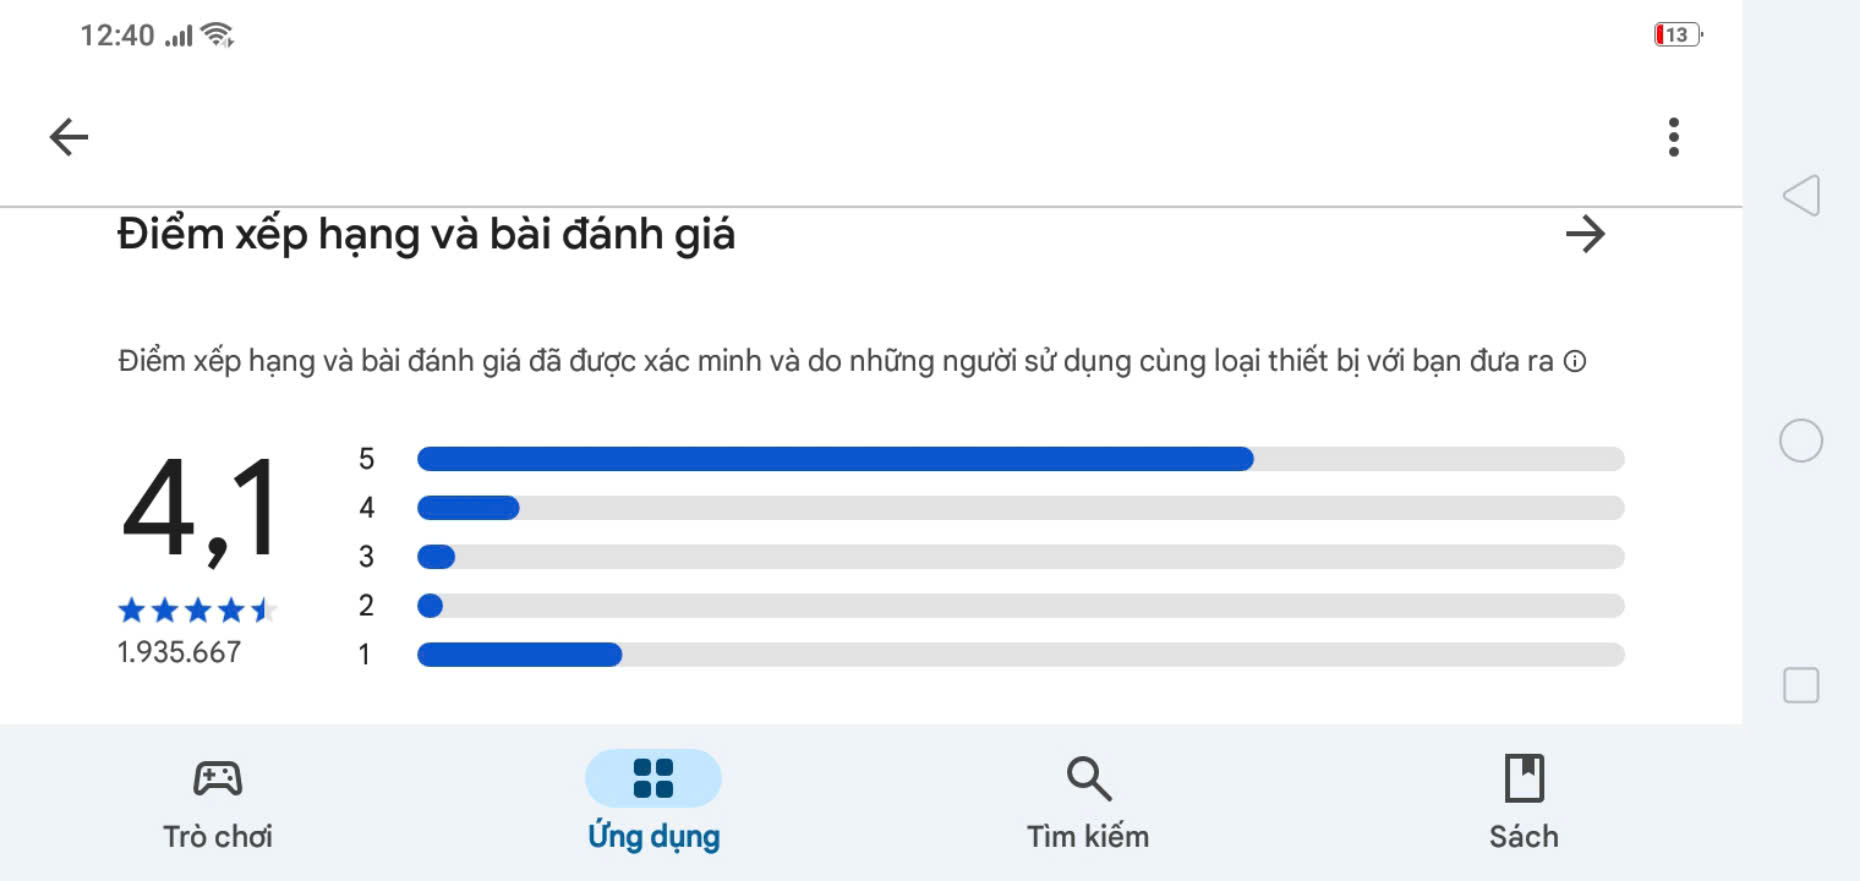 12:40
13
Điểm xếp hạng và bài đánh giá
Điểm xếp hạng và bài đánh giá đã được xác minh và do những người sử dụng cùng loại thiết bị với bạn đưa ra
4,1
1.935.667
5
4
3
2
1
Trò chơi
Ứng dụng
Tìm kiếm
Sách